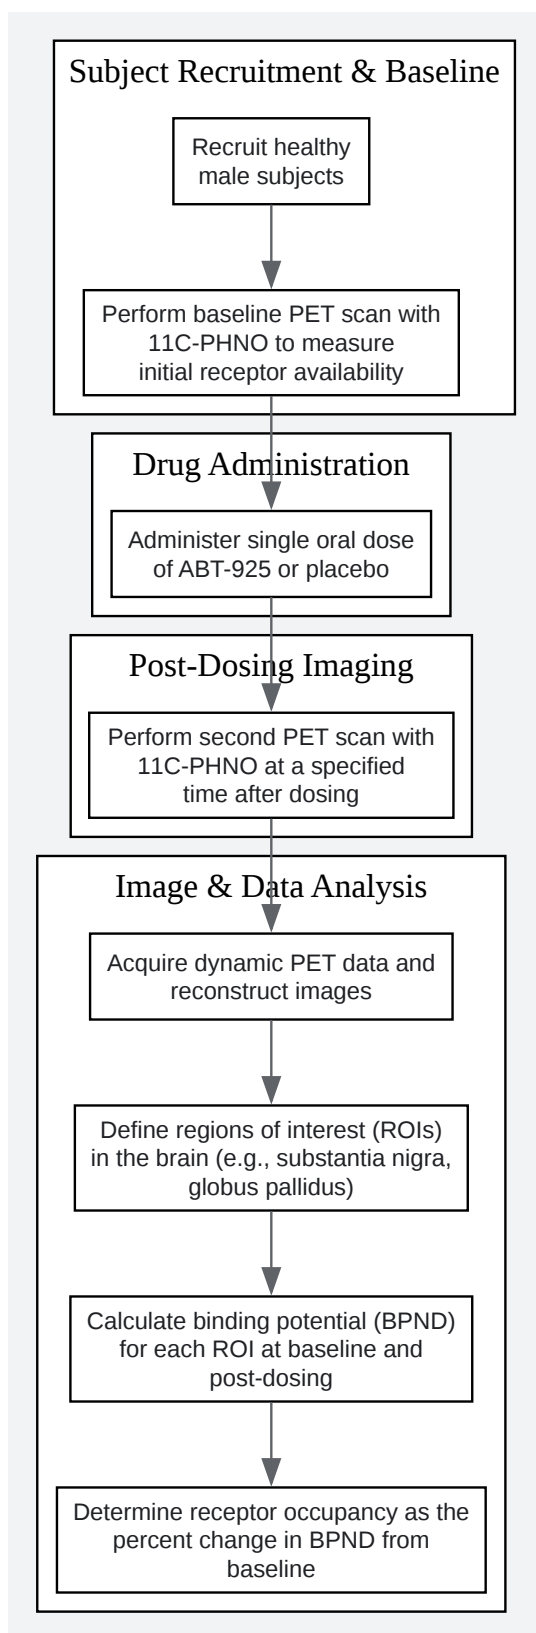 Subject Recruitment & Baseline
Recruit healthy
male subjects
Perform baseline PET scan with
11C-PHNO to measure
initial receptor availability
Drug Administration
Administer single oral dose
of ABT-925 or placebo
Post-Dosing Imaging
Perform second PET scan with
11C-PHNO at a specified
time after dosing
Image & Data Analysis
Acquire dynamic PET data and
reconstruct images
Define regions of interest (ROIs)
in the brain (e.g., substantia nigra,
globus pallidus)
Calculate binding potential (BPND)
for each ROI at baseline and
post-dosing
Determine receptor occupancy as the
percent change in BPND from
baseline